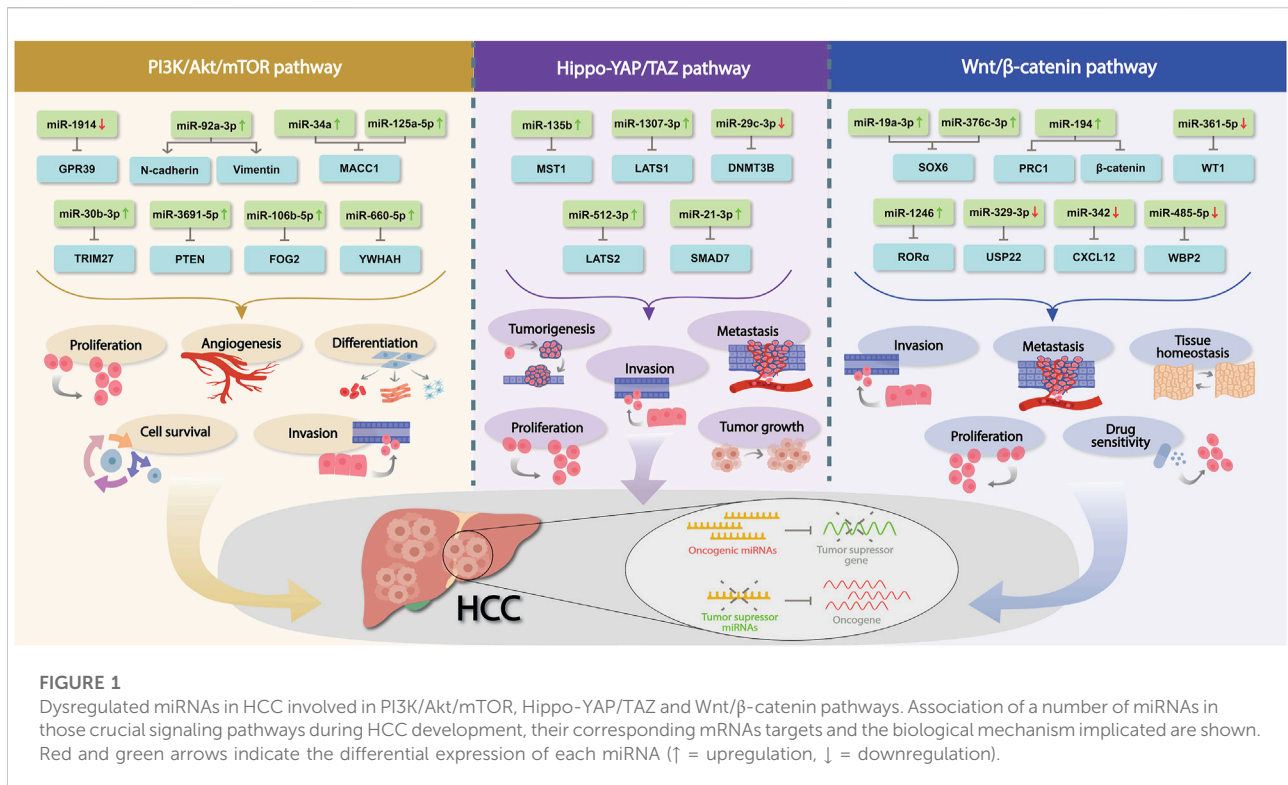 PI3K/Akt/mTOR pathway
Hippo-YAP/TAZ pathway
Wnt/β-catenin pathway
miR-1914 ↓
miR-92a-3p ↑
miR-34a ↑
miR-125a-5p ↑
GPR39
N-cadherin
Vimentin
MACC1
miR-30b-3p ↑
miR-3691-5p ↑
miR-106b-5p ↑
miR-660-5p ↑
TRIM27
PTEN
FOG2
YWHAH
miR-135b ↑
miR-1307-3p ↑
miR-29c-3p ↓
MST1
LATS1
DNMT3B
miR-512-3p ↑
miR-21-3p ↑
LATS2
SMAD7
miR-19a-3p ↑
miR-376c-3p ↑
miR-194 ↑
miR-361-5p ↓
SOX6
PRC1
β-catenin
WT1
miR-1246 ↑
miR-329-3p ↓
miR-342 ↓
miR-485-5p ↓
RORα
USP22
CXCL12
WBP2
Proliferation
Angiogenesis
Differentiation
Cell survival
Invasion
Tumorigenesis
Metastasis
Invasion
Proliferation
Tumor growth
Invasion
Metastasis
Tissue
homeostasis
Proliferation
Drug
sensitivity
HCC
Oncogenic miRNAs
Tumor supressor
gene
Tumor supressor
miRNAs
Oncogene
FIGURE 1
Dysregulated miRNAs in HCC involved in PI3K/Akt/mTOR, Hippo-YAP/TAZ and Wnt/β-catenin pathways. Association of a number of miRNAs in
those crucial signaling pathways during HCC development, their corresponding mRNAs targets and the biological mechanism implicated are shown.
Red and green arrows indicate the differential expression of each miRNA (↑ = upregulation, ↓ = downregulation).